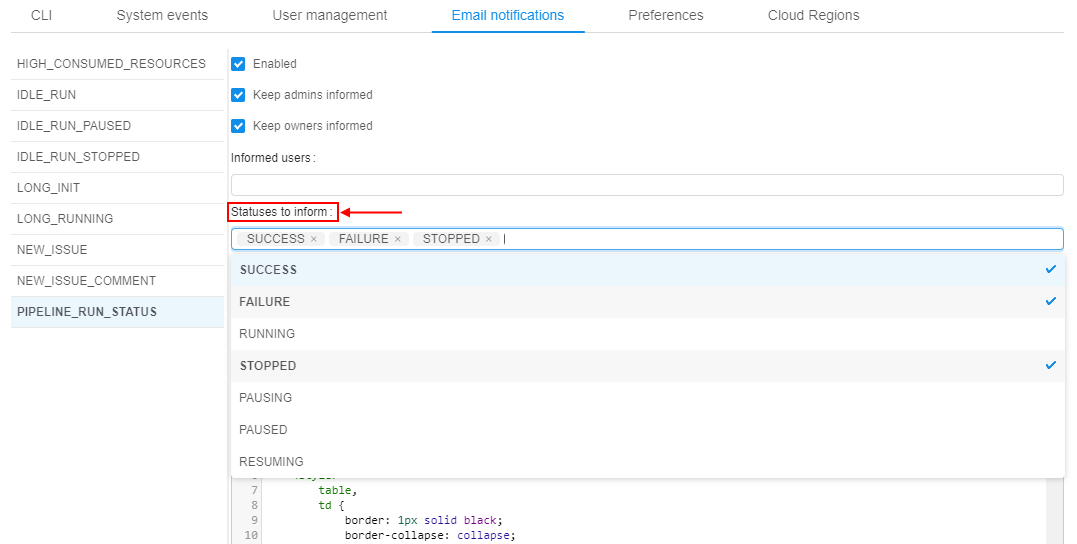 CLI System events User management Email notifications Preferences Cloud Regions
HIGH_CONSUMED_RESOURCES
IDLE_RUN
IDLE_RUN_PAUSED
IDLE_RUN_STOPPED
LONG_INIT
LONG_RUNNING
NEW_ISSUE
NEW_ISSUE_COMMENT
PIPELINE_RUN_STATUS
Enabled
Keep admins informed
Keep owners informed
Informed users :
Statuses to inform :
SUCCESS × FAILURE × STOPPED ×
SUCCESS
FAILURE
RUNNING
STOPPED
PAUSING
PAUSED
RESUMING
7 table,
8 td {
9 border: 1px solid black;
10 border-collapse: collapse;